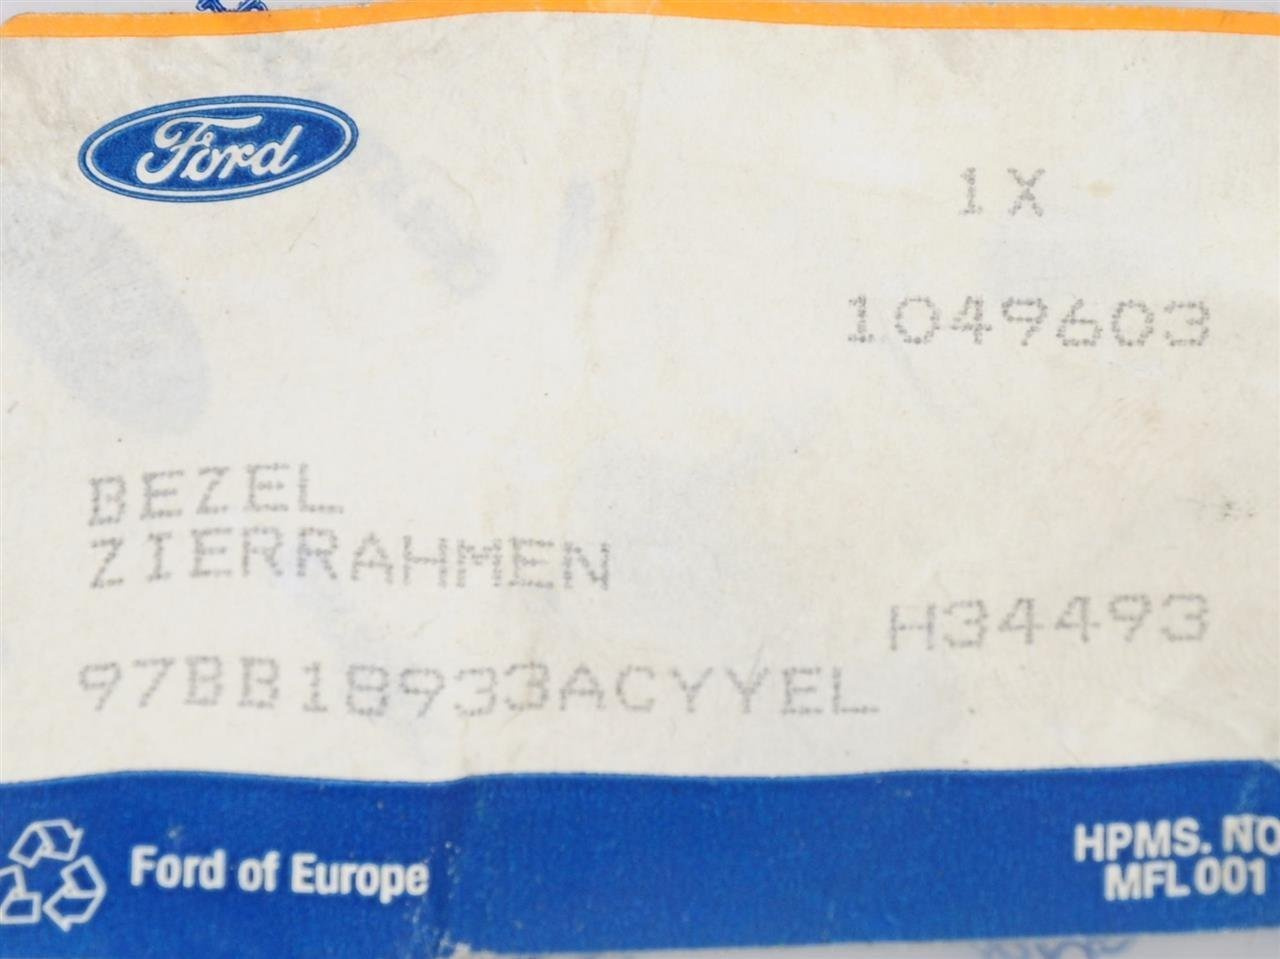 Ford
1X
1049603
BEZEL
ZIERRAHMEN
H34493
97BB18933ACYYEL
Ford of Europe
HPMS. NO
MFL 001